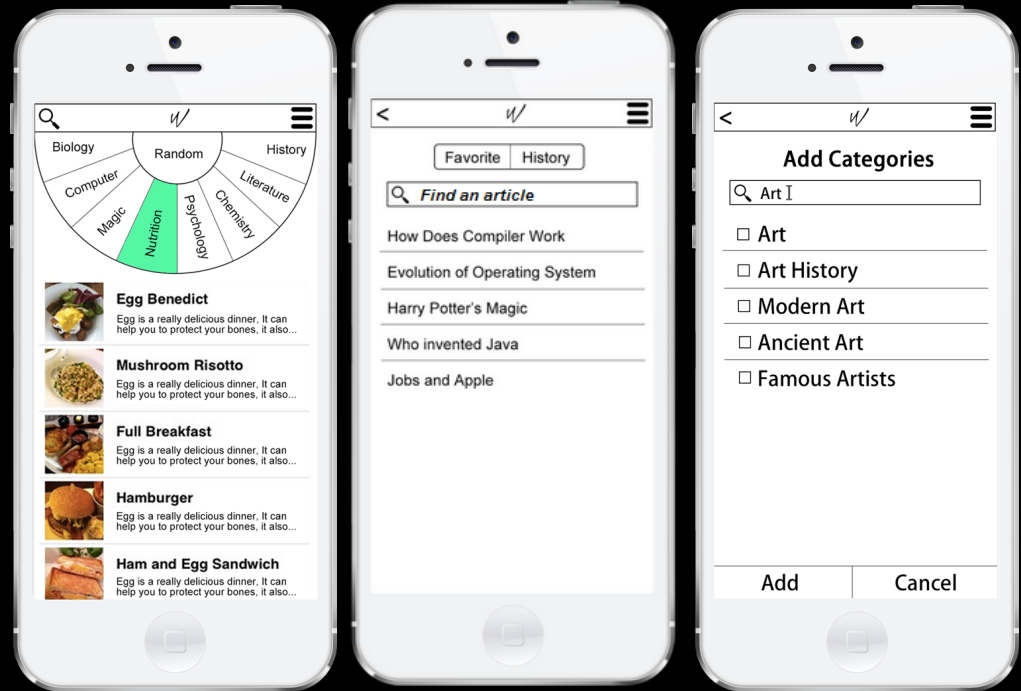 W
Random
Biology
Computer
Magic
Nutrition
Psychology
Chemistry
Literature
History
Egg Benedict
Egg is a really delicious dinner, It can
help you to protect your bones, it also...
Mushroom Risotto
Egg is a really delicious dinner, It can
help you to protect your bones, it also...
Full Breakfast
Egg is a really delicious dinner, It can
help you to protect your bones, it also...
Hamburger
Egg is a really delicious dinner, It can
help you to protect your bones, it also...
Ham and Egg Sandwich
Egg is a really delicious dinner, It can
help you to protect your bones, it also...
< W
Favorite History
Find an article
How Does Compiler Work
Evolution of Operating System
Harry Potter's Magic
Who invented Java
Jobs and Apple
< W
Add Categories
Art
Art
Art History
Modern Art
Ancient Art
Famous Artists
Add Cancel